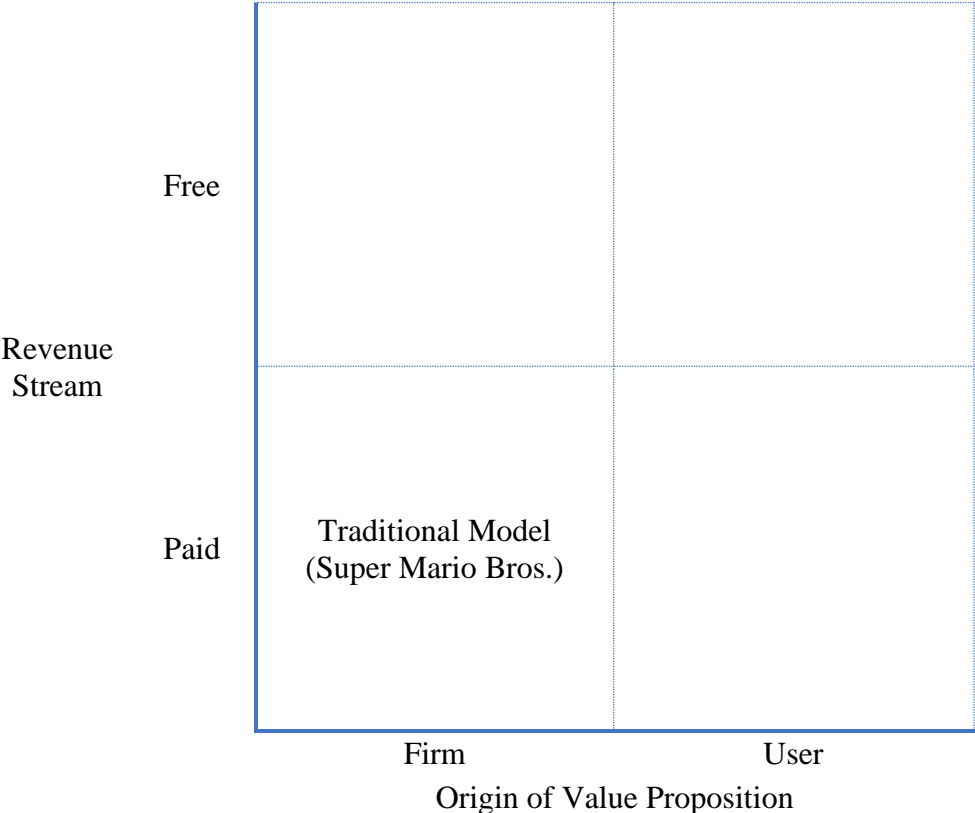 Free
Revenue
Stream
Paid
Traditional Model
(Super Mario Bros.)
Firm
User
Origin of Value Proposition